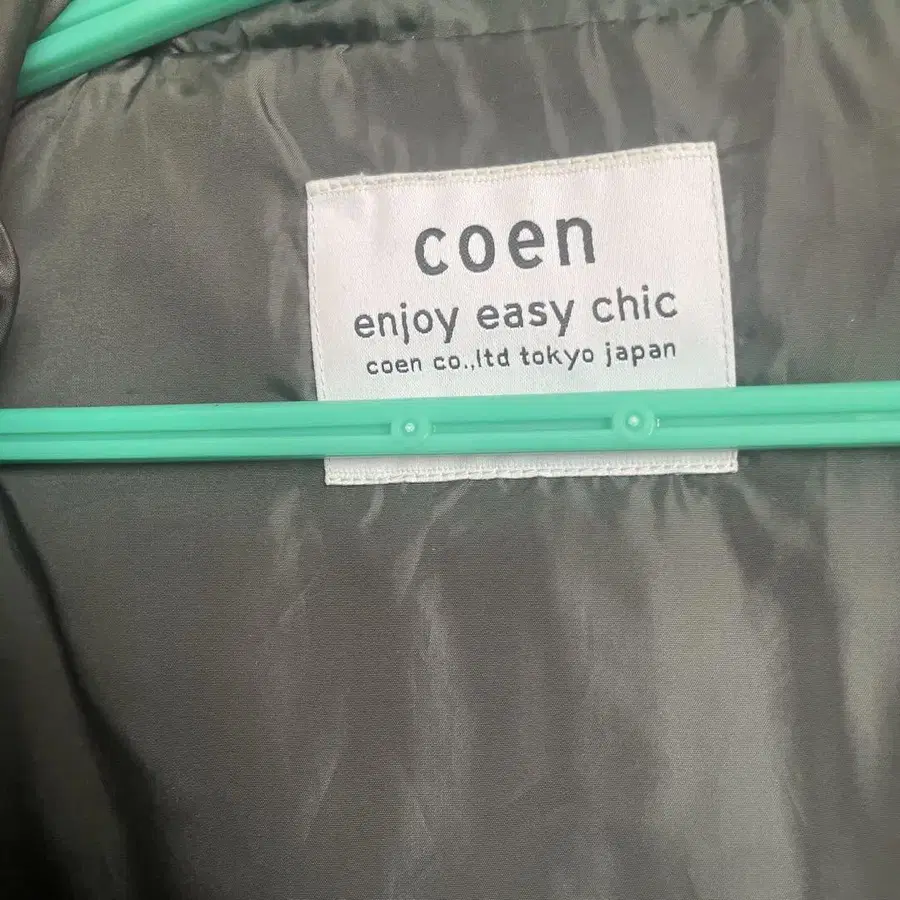 coen
enjoy easy chic
coen co.,ltd tokyo japan